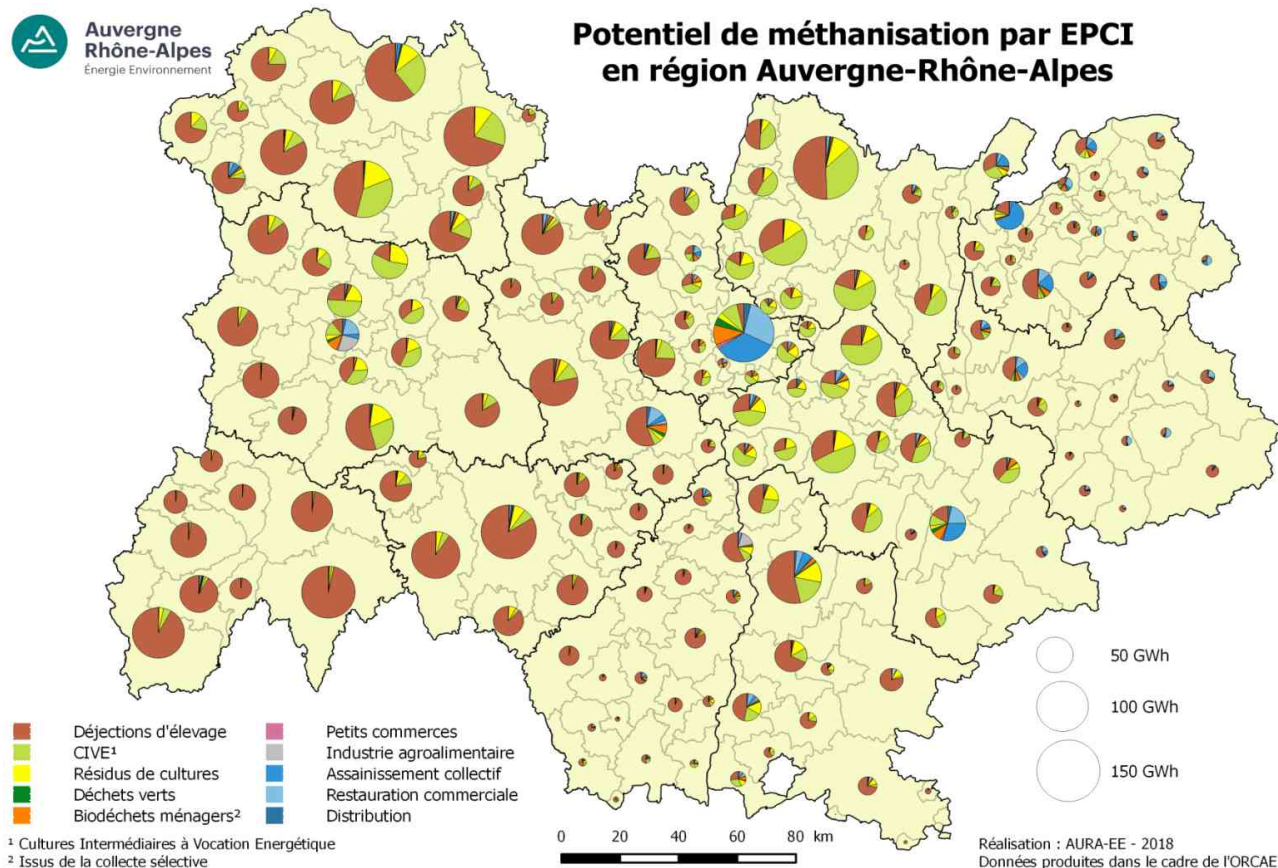 Auvergne
Rhône-Alpes
Énergie Environnement
Potentiel de méthanisation par EPCI
en région Auvergne-Rhône-Alpes
50 GWh
100 GWh
150 GWh
Déjections d'élevage
CIVE¹
Résidus de cultures
Déchets verts
Biodéchets ménagers²
Petits commerces
Industrie agroalimentaire
Assainissement collectif
Restauration commerciale
Distribution
¹ Cultures Intermédiaires à Vocation Energétique
² Issus de la collecte sélective
0 20 40 60 80 km
Réalisation : AURA-EE - 2018
Données produites dans le cadre de l'ORCAE